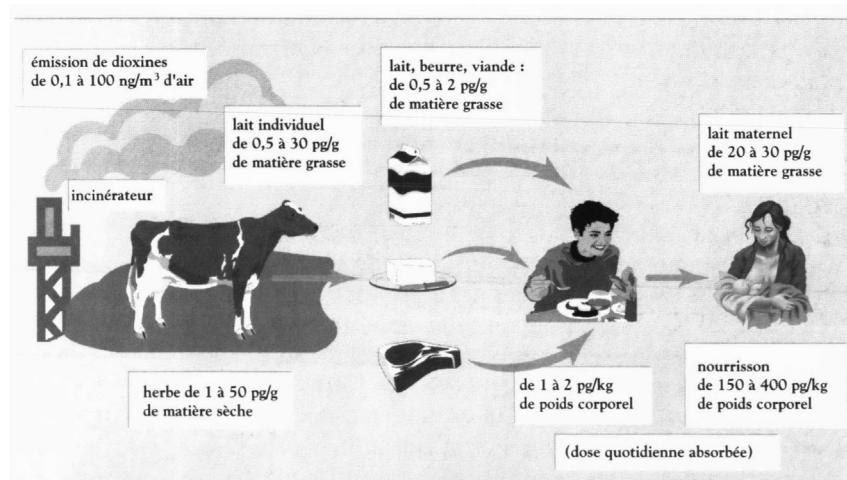 émission de dioxines
de 0,1 à 100 ng/m³ d'air
lait individuel
de 0,5 à 30 pg/g
de matière grasse
lait, beurre, viande :
de 0,5 à 2 pg/g
de matière grasse
lait maternel
de 20 à 30 pg/g
de matière grasse
incinérateur
herbe de 1 à 50 pg/g
de matière sèche
de 1 à 2 pg/kg
de poids corporel
nourrisson
de 150 à 400 pg/kg
de poids corporel
(dose quotidienne absorbée)